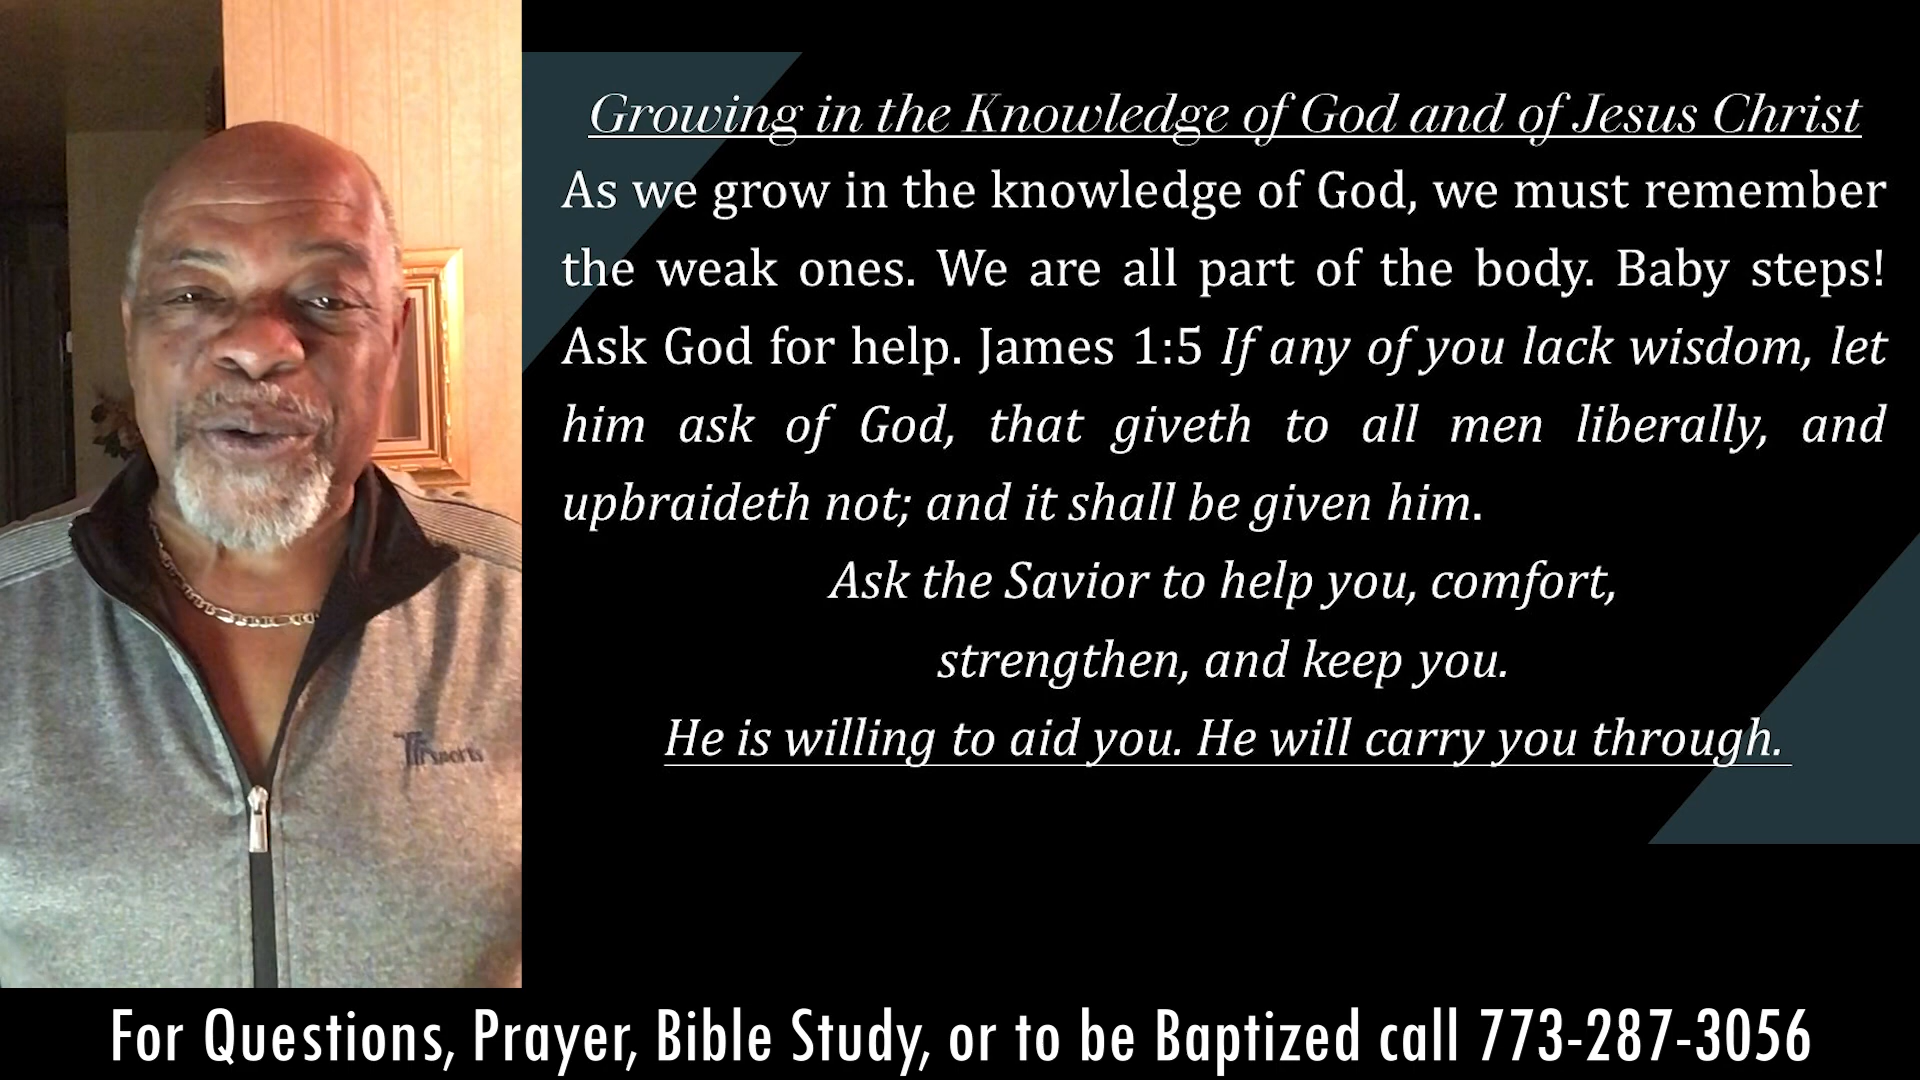 Growing in the Knowledge of God and of Jesus Christ
As we grow in the knowledge of God, we must remember
the weak ones. We are all part of the body. Baby steps!
Ask God for help. James 1:5 If any of you lack wisdom, let
him ask of God, that giveth to all men liberally, and
upbraideth not; and it shall be given him.
Ask the Savior to help you, comfort,
strengthen, and keep you.
He is willing to aid you. He will carry you through.
For Questions, Prayer, Bible Study, or to be Baptized call 773-287-3056